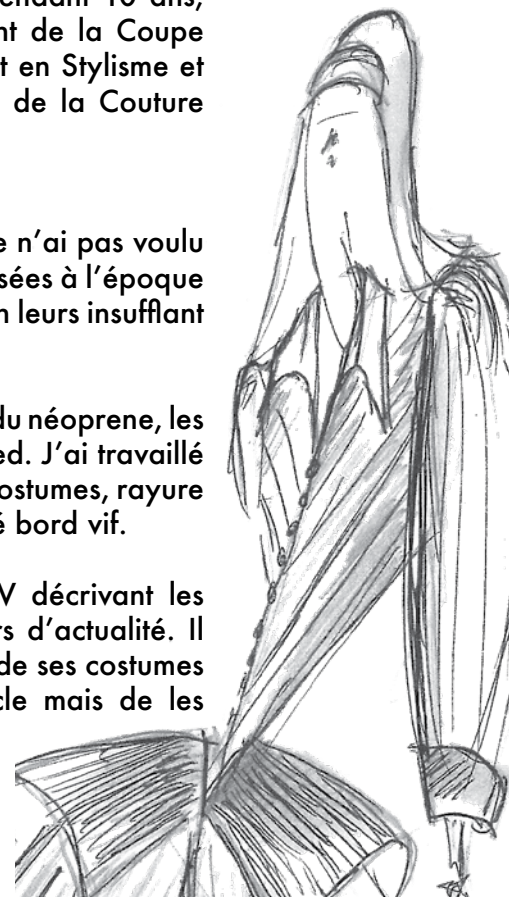 10 ans,
nt de la Coupe
t en Stylisme et
de la Couture
e n’ai pas voulu
sées à l’époque
n leurs insufflant
du néoprene, les
ed. J’ai travaillé
ostumes, rayure
é bord vif.
V décrivant les
rs d’actualité. Il
de ses costumes
cle mais de les